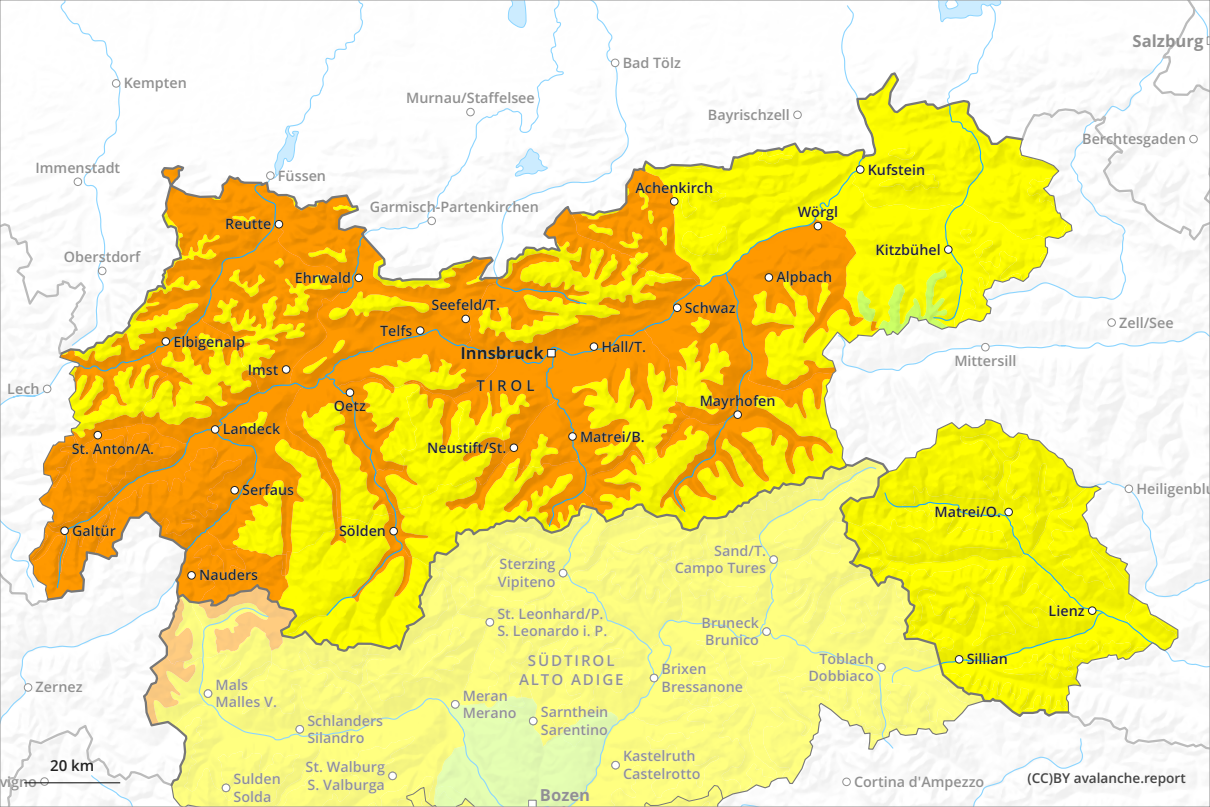 Salzburg
Bad Tölz
Kempten
Murnau/Staffelsee
Bayrischzell
Berchtesgaden
Immenstadt
Füssen
Kufstein
Achenkirch
Garmisch-Partenkirchen
Wörgl
Reutte
Kitzbühel
Oberstdorf
Ehrwald
Alpbach
Seefeld/T.
Schwaz
Zell/See
Telfs
Elbigenalp
Hall/T.
Innsbruck
Mittersill
Imst
TIROL
Lech
Mayrhofen
Oetz
Landeck
Matrei/B.
St. Anton/A.
Neustift/St.
Serfaus
Heiligenblu
Matrei/O.
Galtür
Sölden
Sand/T.
Campo Tures
Sterzing
Vipiteno
Nauders
St. Leonhard/P.
S. Leonardo i. P.
Lienz
Bruneck
Brunico
SÜDTIROL
ALTO ADIGE
Sillian
Toblach
Dobbiaco
Brixen
Bressanone
Zernez
Mals
Malles V.
Meran
Merano
Sarnthein
Sarentino
Schlanders
Silandro
Kastelruth
Castelrotto
20 km
St. Walburg
S. Valburga
vigno
Sulden
Solda
Cortina d'Ampezzo
(CC)BY avalanche.report
Bozen